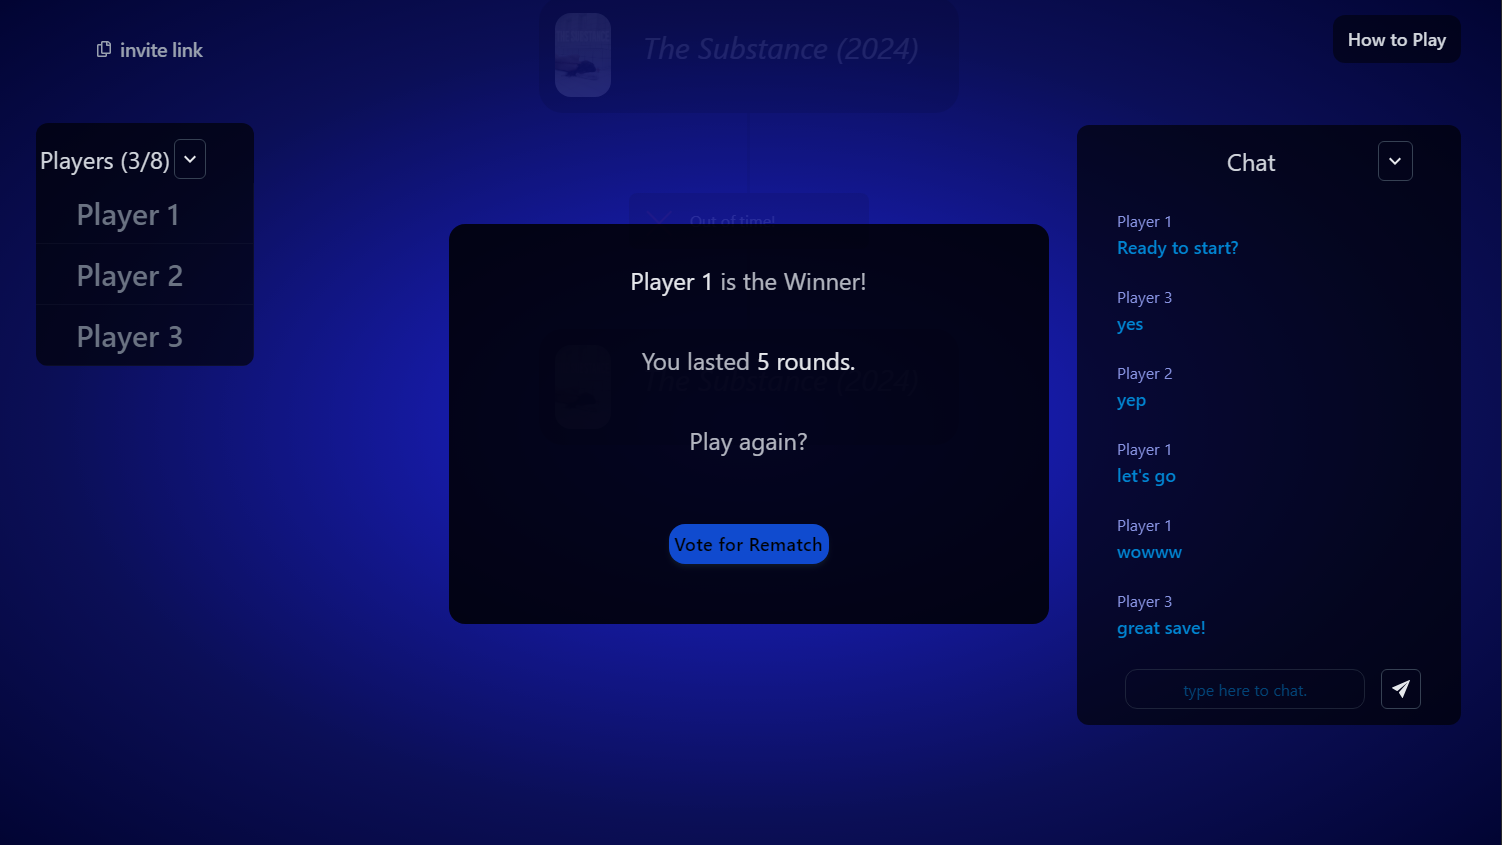 invite link
The Substance (2024)
How to Play
Players (3/8)
Player 1
Player 2
Player 3
Out of time!
Player 1 is the Winner!
You lasted 5 rounds.
The Substance (2024)
Play again?
Vote for Rematch
Chat
Player 1
Ready to start?
Player 3
yes
Player 2
yep
Player 1
let's go
Player 1
wowww
Player 3
great save!
type here to chat.